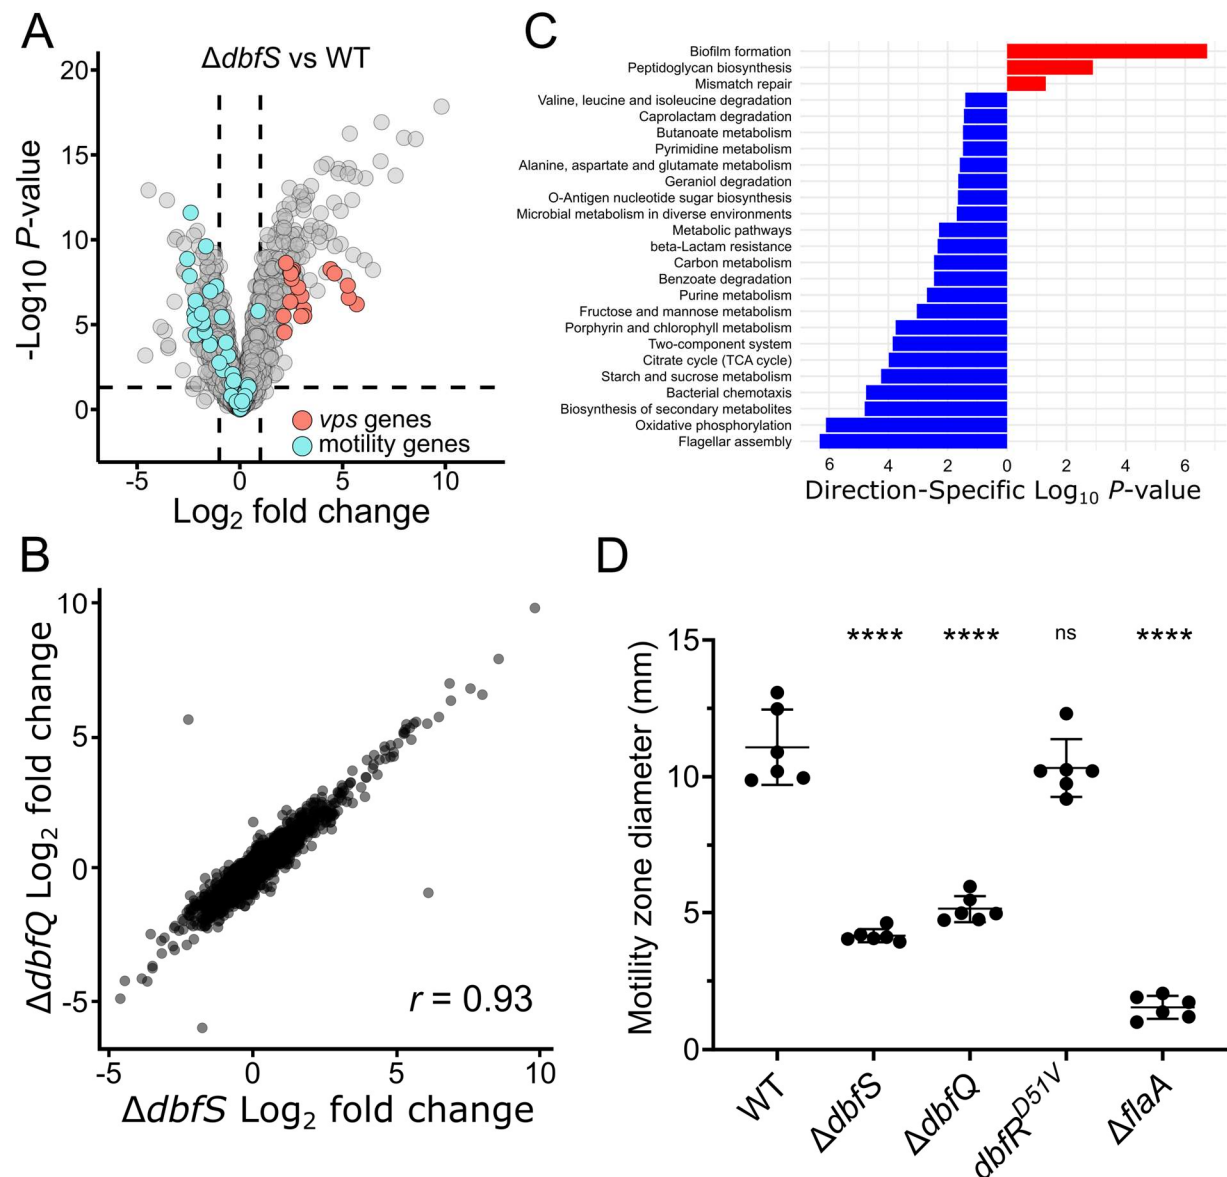 A
ΔdbfS vs WT
20
15
10
5
0
-Log10 P-value
vps genes
motility genes
-5 0 5 10
Log2 fold change
C
Biofilm formation
Peptidoglycan biosynthesis
Mismatch repair
Valine, leucine and isoleucine degradation
Caprolactam degradation
Butanoate metabolism
Pyrimidine metabolism
Alanine, aspartate and glutamate metabolism
Geraniol degradation
O-Antigen nucleotide sugar biosynthesis
Microbial metabolism in diverse environments
Metabolic pathways
beta-Lactam resistance
Carbon metabolism
Benzoate degradation
Purine metabolism
Fructose and mannose metabolism
Porphyrin and chlorophyll metabolism
Two-component system
Citrate cycle (TCA cycle)
Starch and sucrose metabolism
Bacterial chemotaxis
Biosynthesis of secondary metabolites
Oxidative phosphorylation
Flagellar assembly
6 4 2 0 2 4 6
Direction-Specific Log10 P-value
B
10
5
0
-5
ΔdbfQ Log2 fold change
r = 0.93
-5 0 5 10
ΔdbfS Log2 fold change
D
15
10
5
0
Motility zone diameter (mm)
**** **** ns ****
WT ΔdbfS ΔdbfQ dbfR^D51V ΔflaA